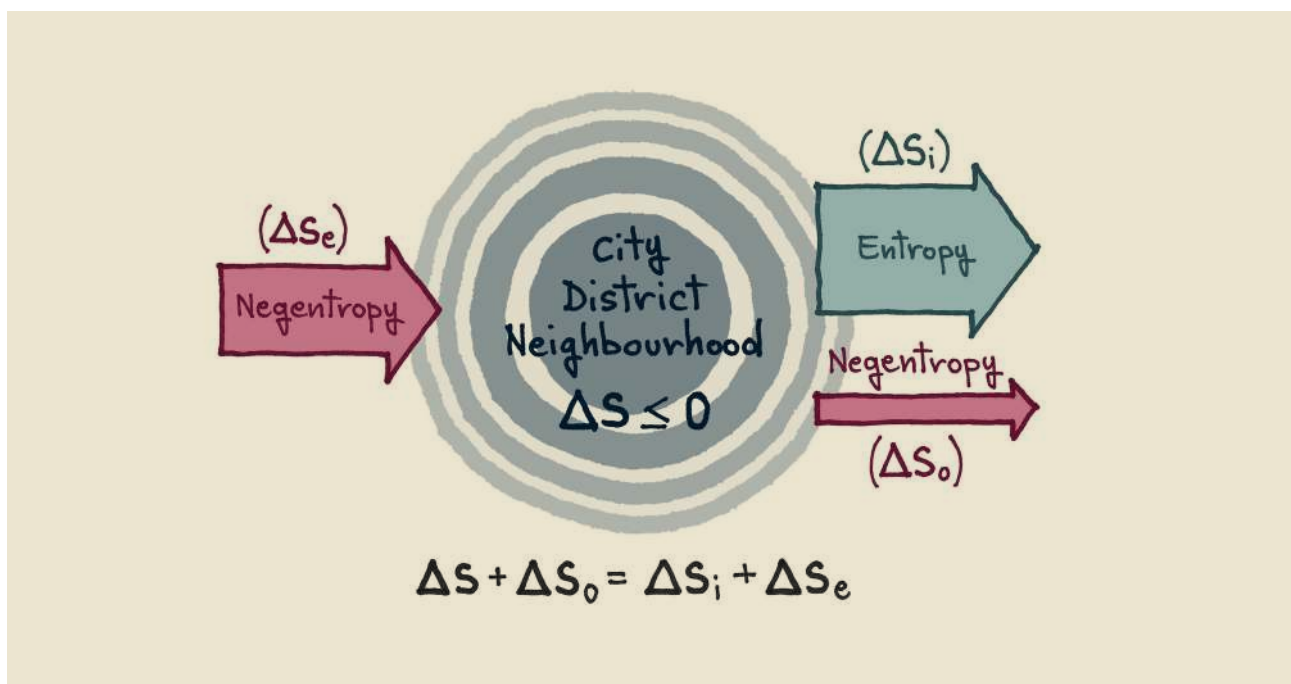 (ΔSe)
Negentropy
City
District
Neighbourhood
ΔS ≤ 0
(ΔSi)
Entropy
Negentropy
(ΔSo)
ΔS + ΔSo = ΔSi + ΔSe